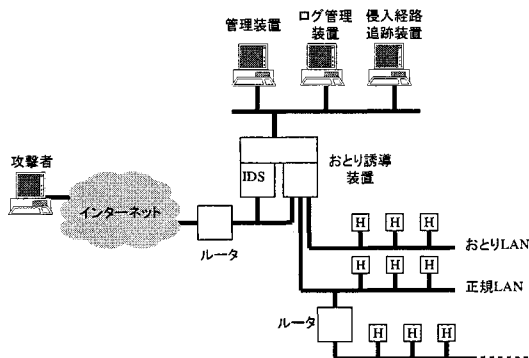 管理装置
ログ管理
装置
侵入経路
追跡装置
攻撃者
IDS
おとり誘導
装置
インターネット
ルータ
H H H
おとりLAN
H H H
正規LAN
ルータ
H H H